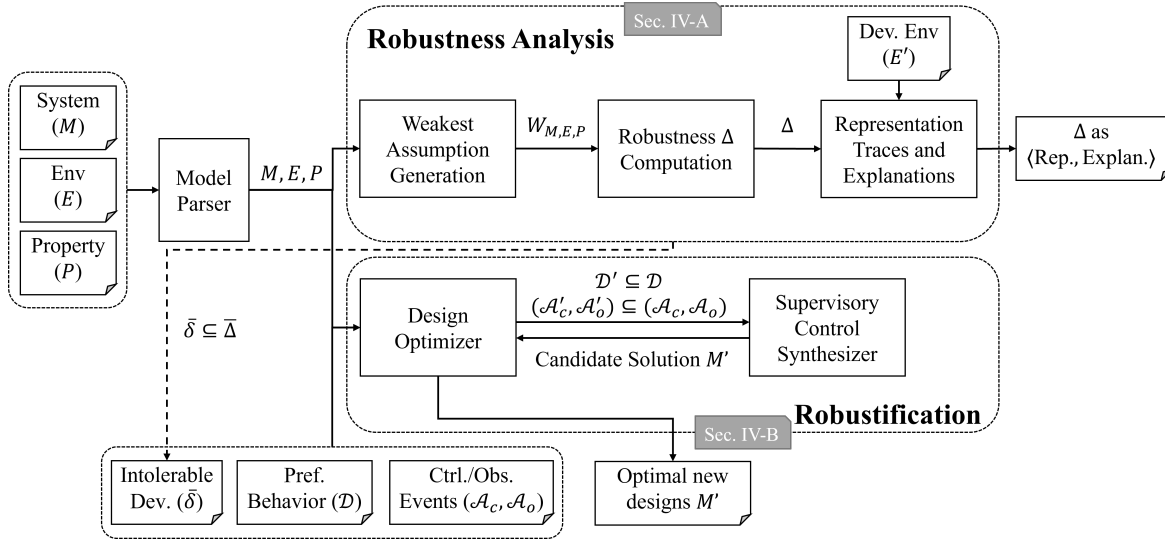 Sec. IV-A
Robustness Analysis
Dev. Env
(E′)
System
(M)
Env
(E)
Property
(P)
Model
Parser
M, E, P
Weakest
Assumption
Generation
W_{M,E,P}
Robustness Δ
Computation
Δ
Representation
Traces and
Explanations
Δ as
⟨Rep., Explan.⟩
δ̄ ⊆ Δ̄
Design
Optimizer
𝒟′ ⊆ 𝒟
(𝒜′_c, 𝒜′_o) ⊆ (𝒜_c, 𝒜_o)
Candidate Solution M'
Supervisory
Control
Synthesizer
Robustification
Sec. IV-B
Intolerable
Dev. (δ̄)
Pref.
Behavior (𝒟)
Ctrl./Obs.
Events (𝒜_c, 𝒜_o)
Optimal new
designs M'